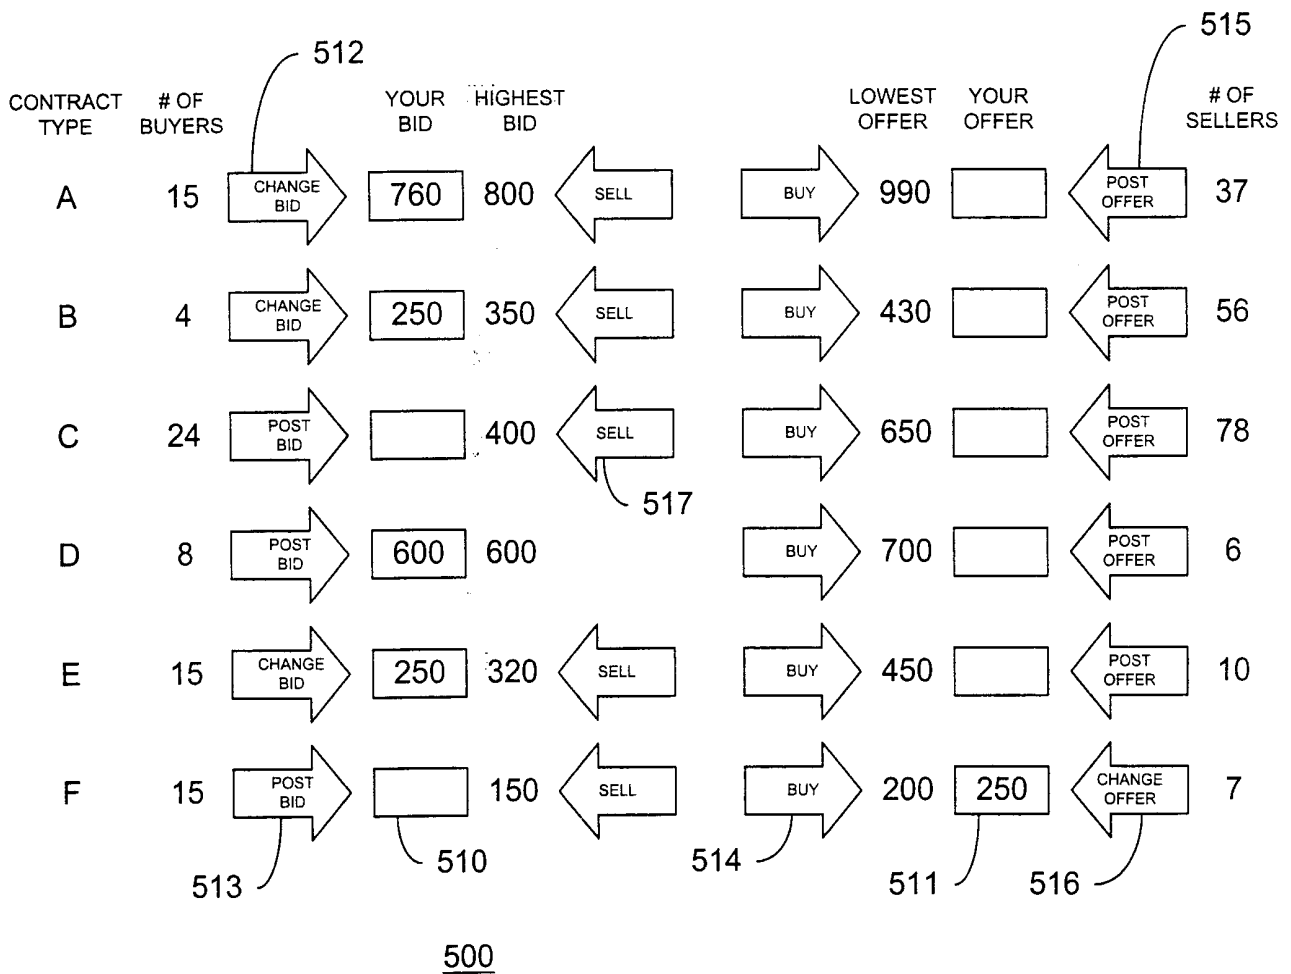 512
515
CONTRACT TYPE # OF BUYERS YOUR BID HIGHEST BID LOWEST OFFER YOUR OFFER # OF SELLERS
A 15 CHANGE BID 760 800 SELL BUY 990 POST OFFER 37
B 4 CHANGE BID 250 350 SELL BUY 430 POST OFFER 56
C 24 POST BID 400 SELL BUY 650 POST OFFER 78
517
D 8 POST BID 600 600 BUY 700 POST OFFER 6
E 15 CHANGE BID 250 320 SELL BUY 450 POST OFFER 10
F 15 POST BID 150 SELL BUY 200 250 CHANGE OFFER 7
513 510 514 511 516
500